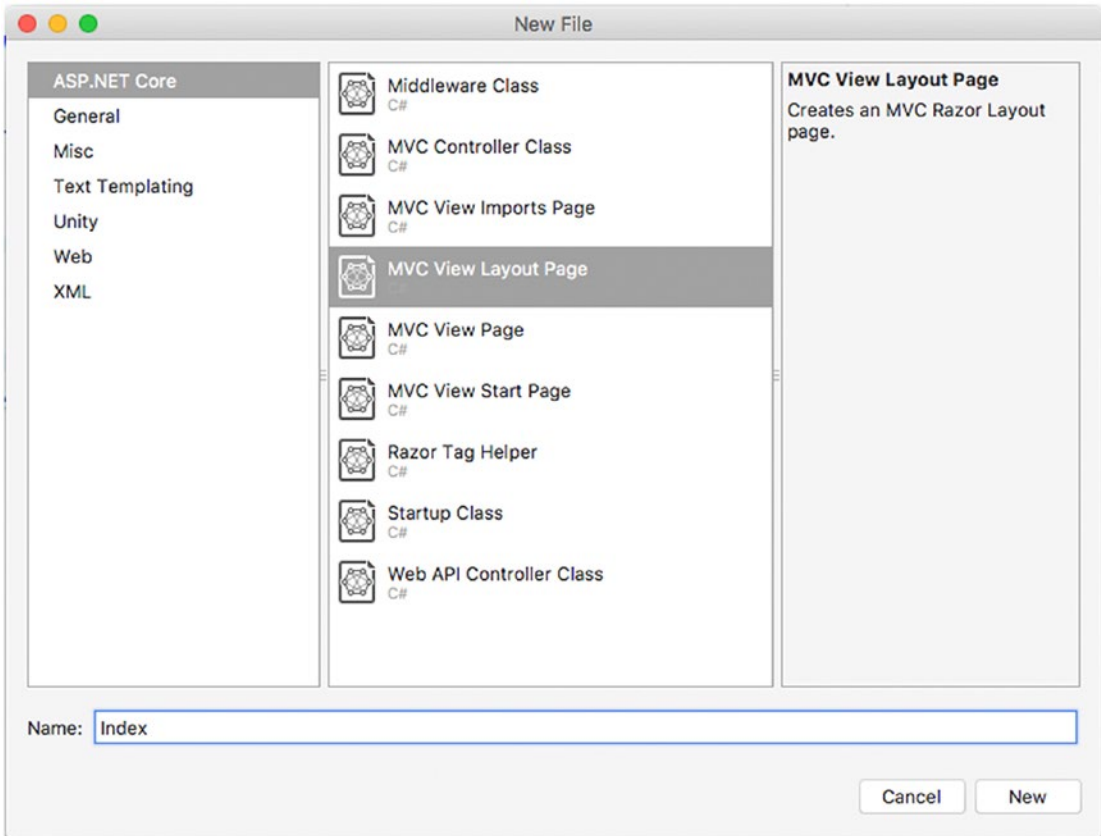 New File
ASP.NET Core
General
Misc
Text Templating
Unity
Web
XML
Middleware Class
C#
MVC Controller Class
C#
MVC View Imports Page
C#
MVC View Layout Page
C#
MVC View Page
C#
MVC View Start Page
C#
Razor Tag Helper
C#
Startup Class
C#
Web API Controller Class
C#
MVC View Layout Page
Creates an MVC Razor Layout
page.
Name: Index
Cancel New